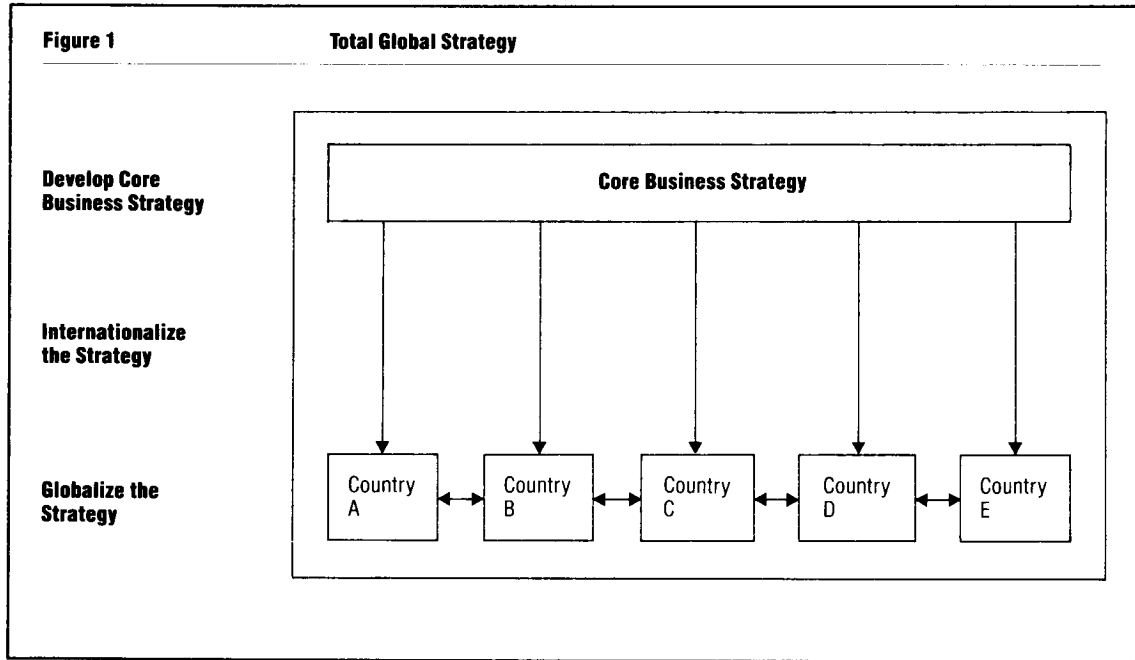 Figure 1
Total Global Strategy
Develop Core
Business Strategy
Core Business Strategy
Internationalize
the Strategy
Globalize the
Strategy
Country
A
Country
B
Country
C
Country
D
Country
E